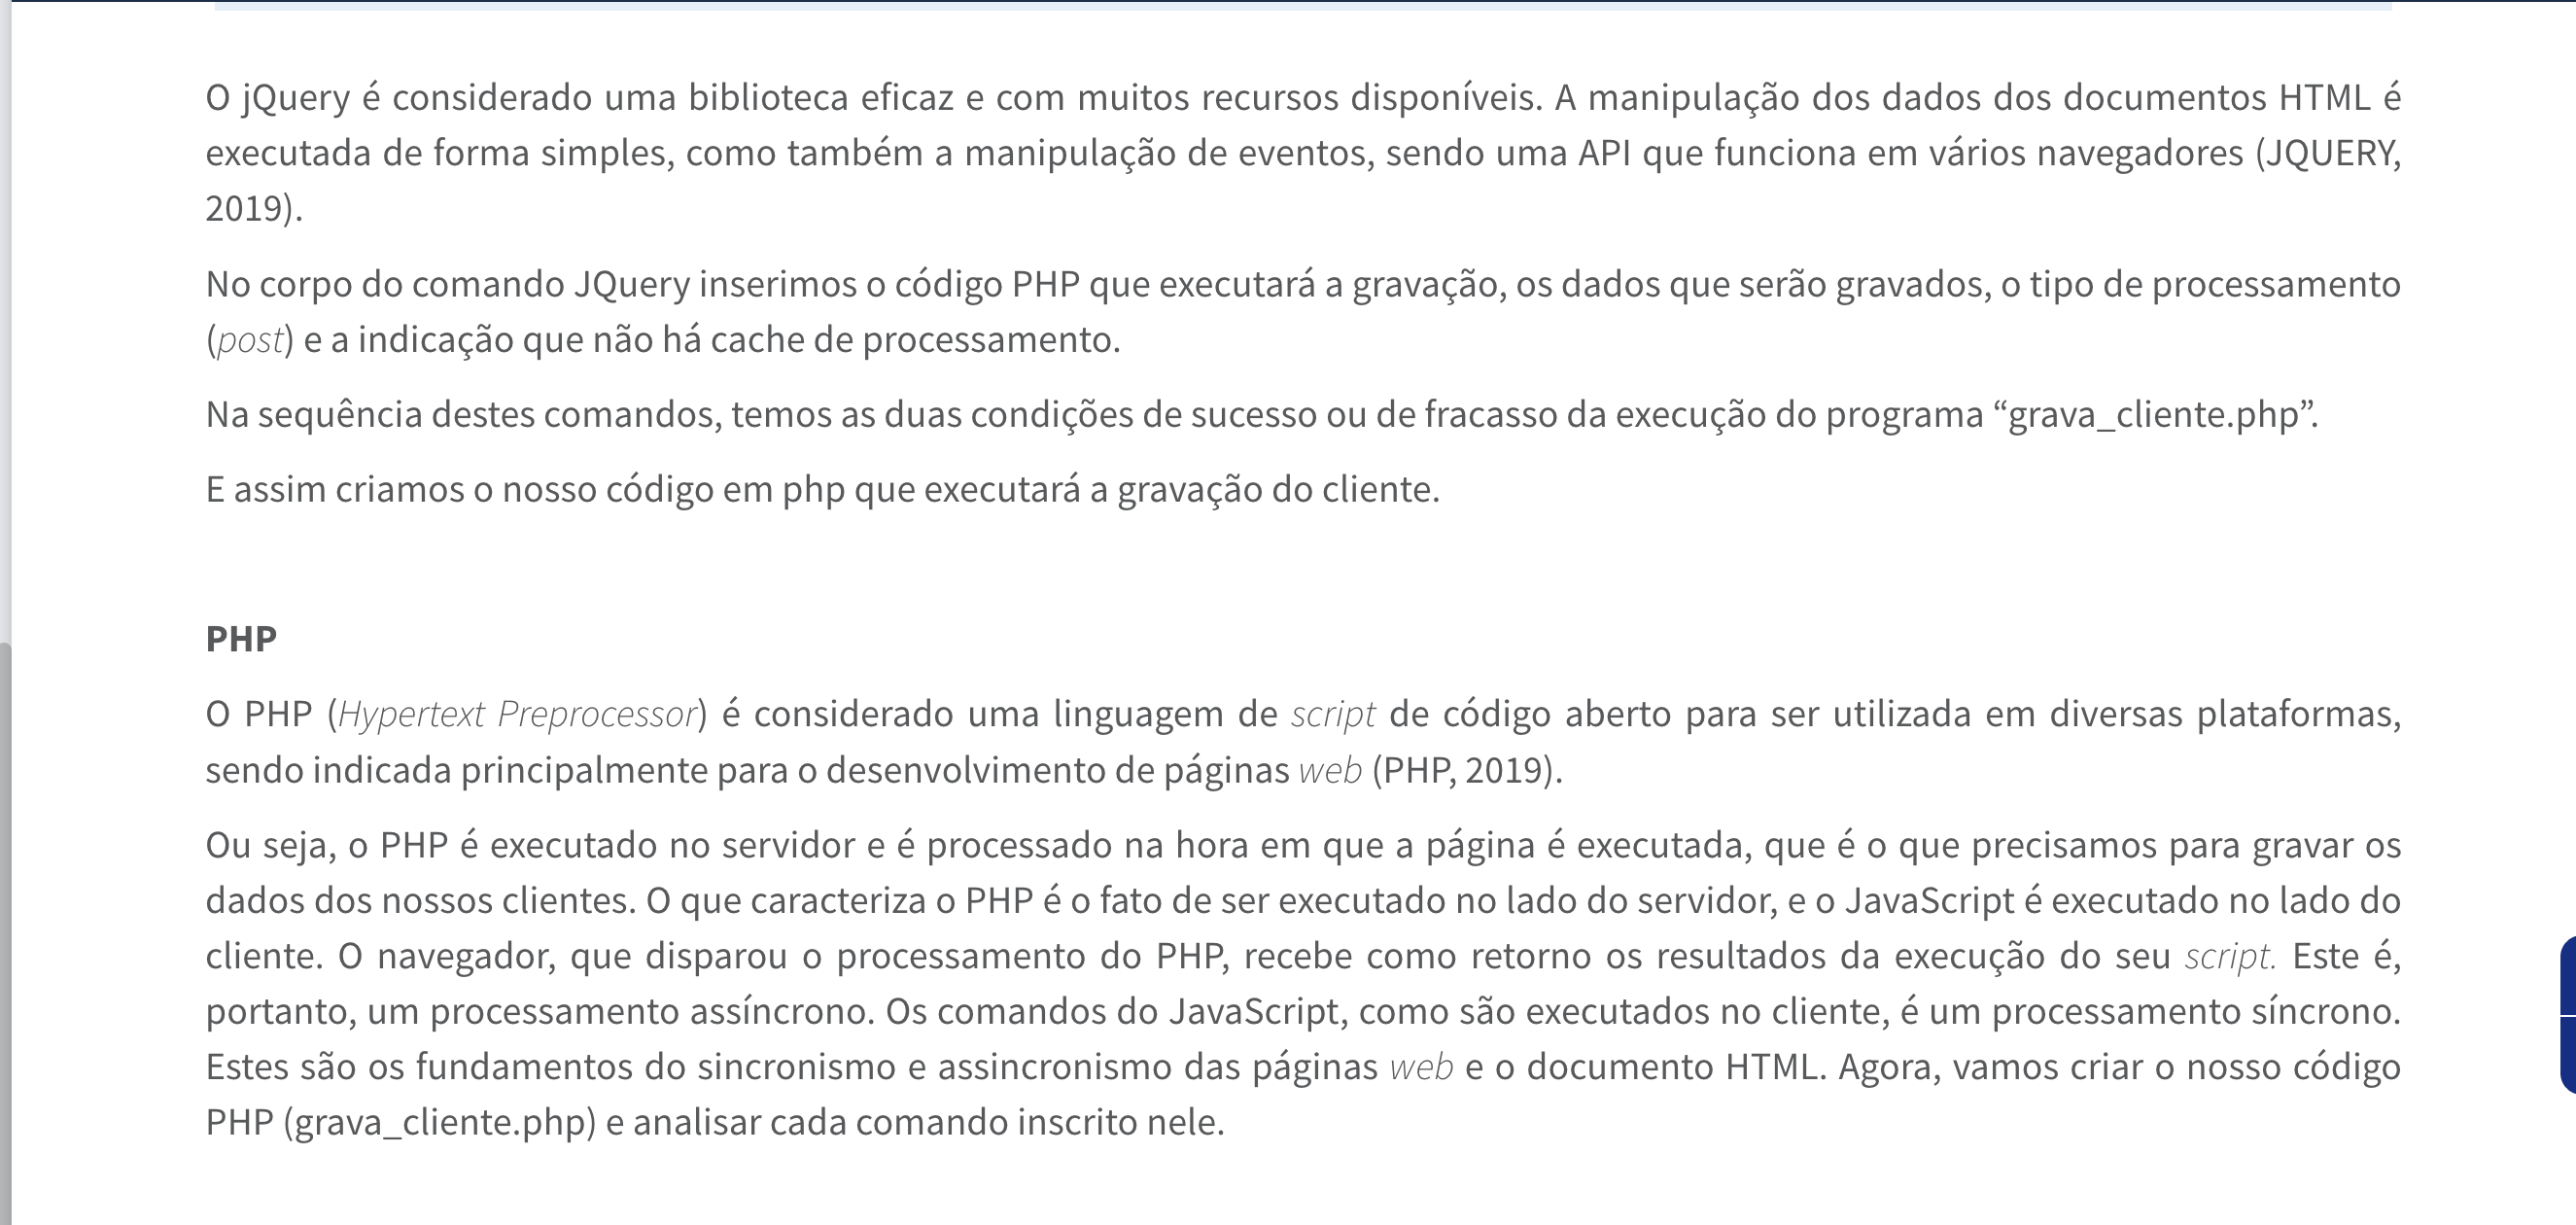 O jQuery é considerado uma biblioteca eficaz e com muitos recursos disponíveis. A manipulação dos dados dos documentos HTML é
executada de forma simples, como também a manipulação de eventos, sendo uma API que funciona em vários navegadores (JQUERY,
2019).
No corpo do comando JQuery inserimos o código PHP que executará a gravação, os dados que serão gravados, o tipo de processamento
(post) e a indicação que não há cache de processamento.
Na sequência destes comandos, temos as duas condições de sucesso ou de fracasso da execução do programa “grava_cliente.php”.
E assim criamos o nosso código em php que executará a gravação do cliente.
PHP
O PHP (Hypertext Preprocessor) é considerado uma linguagem de script de código aberto para ser utilizada em diversas plataformas,
sendo indicada principalmente para o desenvolvimento de páginas web (PHP, 2019).
Ou seja, o PHP é executado no servidor e é processado na hora em que a página é executada, que é o que precisamos para gravar os
dados dos nossos clientes. O que caracteriza o PHP é o fato de ser executado no lado do servidor, e o JavaScript é executado no lado do
cliente. O navegador, que disparou o processamento do PHP, recebe como retorno os resultados da execução do seu script. Este é,
portanto, um processamento assíncrono. Os comandos do JavaScript, como são executados no cliente, é um processamento síncrono.
Estes são os fundamentos do sincronismo e assincronismo das páginas web e o documento HTML. Agora, vamos criar o nosso código
PHP (grava_cliente.php) e analisar cada comando inscrito nele.